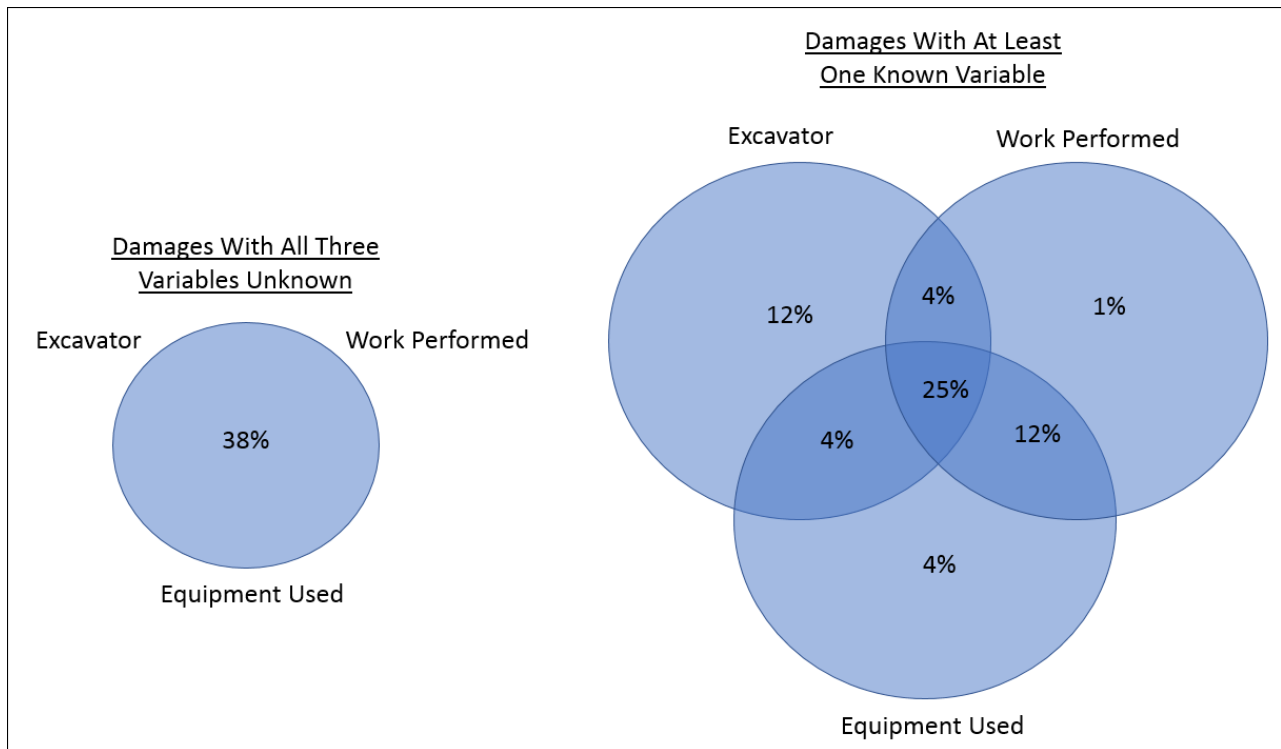 Damages With All Three
Variables Unknown
Excavator
Work Performed
38%
Equipment Used
Damages With At Least
One Known Variable
Excavator
Work Performed
12%
4%
1%
25%
4%
12%
4%
Equipment Used